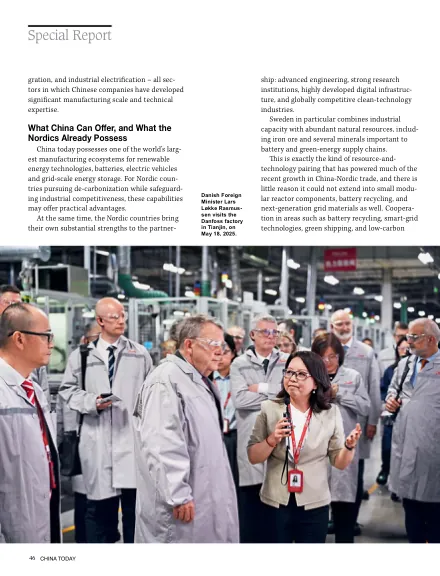 Special Report
gration, and industrial electrification – all sec-
tors in which Chinese companies have developed
significant manufacturing scale and technical
expertise.
What China Can Offer, and What the
Nordics Already Possess
China today possesses one of the world's larg-
est manufacturing ecosystems for renewable
energy technologies, batteries, electric vehicles
and grid-scale energy storage. For Nordic coun-
tries pursuing de-carbonization while safeguard-
ing industrial competitiveness, these capabilities
may offer practical advantages.
At the same time, the Nordic countries bring
their own substantial strengths to the partner-
Danish Foreign
Minister Lars
Løkke Rasmus-
sen visits the
Danfoss factory
in Tianjin, on
May 18, 2025.
ship: advanced engineering, strong research
institutions, highly developed digital infrastruc-
ture, and globally competitive clean-technology
industries.
Sweden in particular combines industrial
capacity with abundant natural resources, includ-
ing iron ore and several minerals important to
battery and green-energy supply chains.
This is exactly the kind of resource-and-
technology pairing that has powered much of the
recent growth in China-Nordic trade, and there is
little reason it could not extend into small modu-
lar reactor components, battery recycling, and
next-generation grid materials as well. Coopera-
tion in areas such as battery recycling, smart-grid
technologies, green shipping, and low-carbon
46 CHINA TODAY